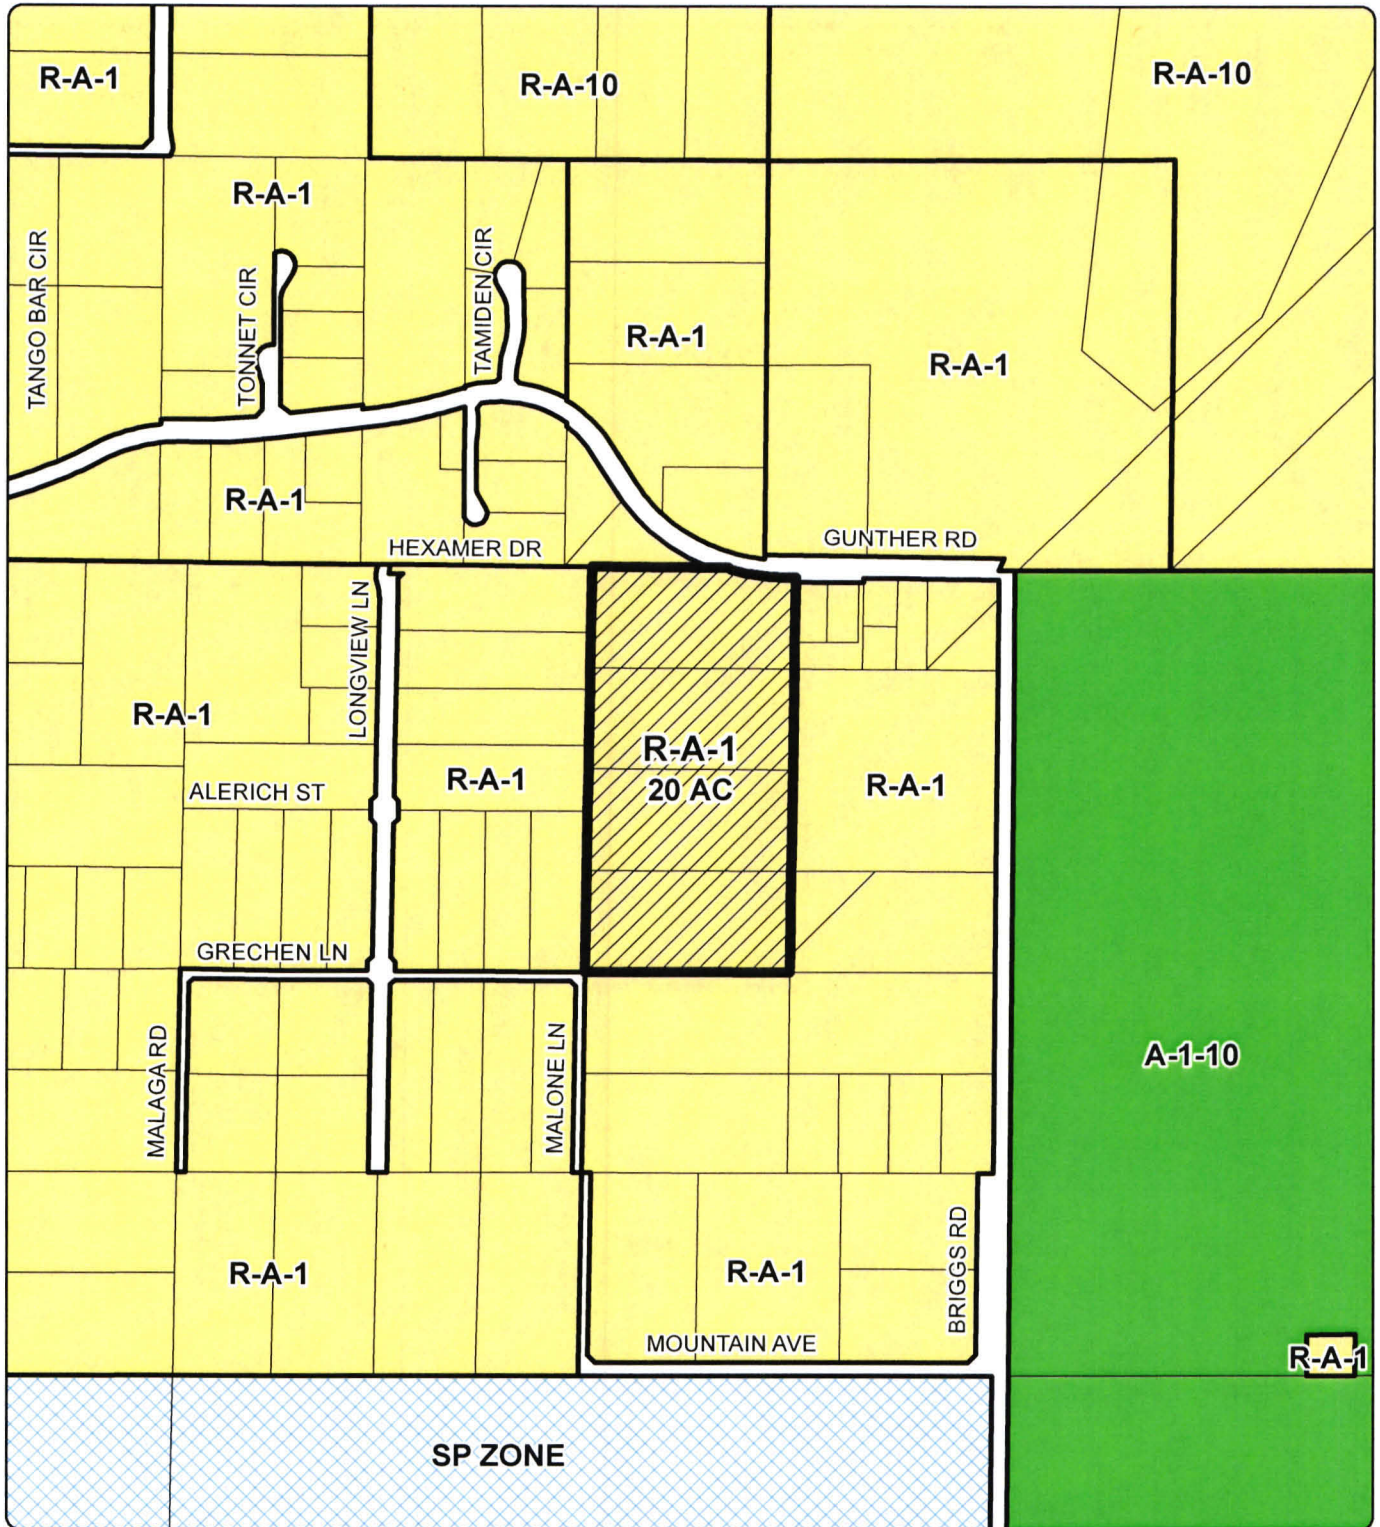 R-A-1
R-A-10
R-A-10
R-A-1
TANGO BAR CIR
TONNET CIR
TAMIDEN CIR
R-A-1
R-A-1
R-A-1
HEXAMER DR
GUNTHER RD
LONGVIEW LN
R-A-1
R-A-1
20 AC
R-A-1
R-A-1
ALERICH ST
GRECHEN LN
MALAGA RD
MALONE LN
A-1-10
R-A-1
R-A-1
BRIGGS RD
MOUNTAIN AVE
R-A-1
SP ZONE